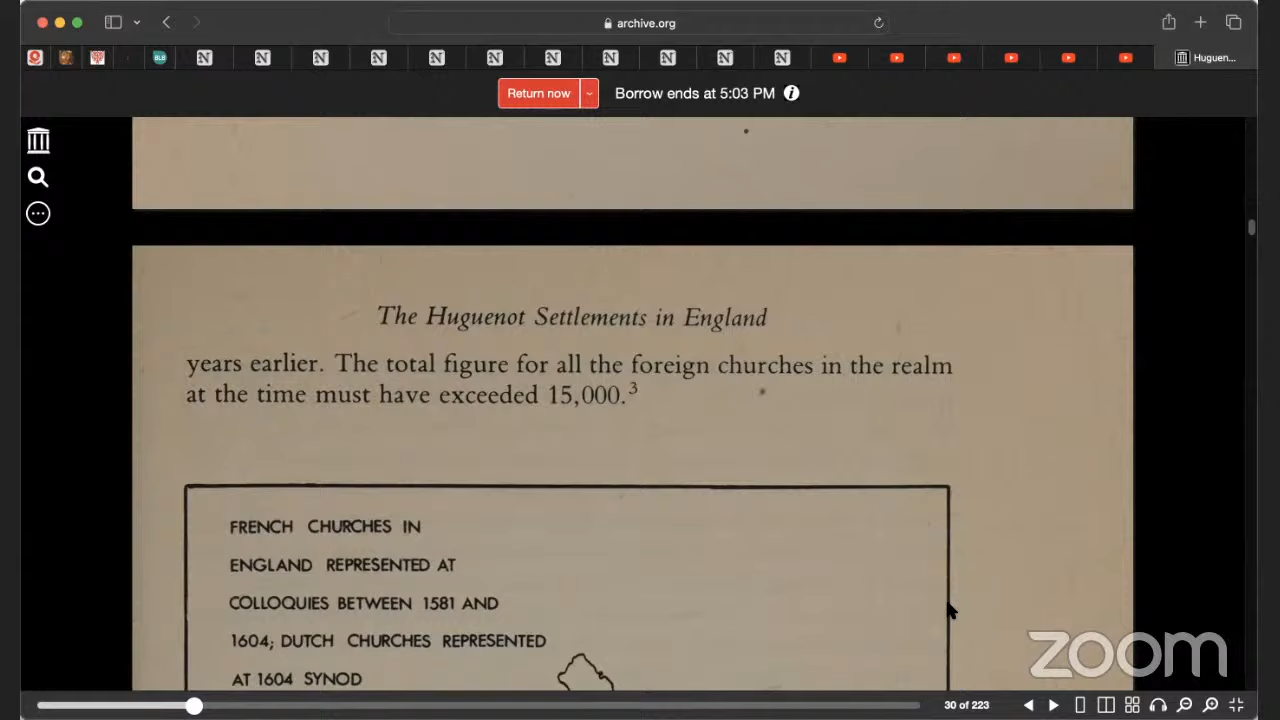 archive.org
BLB
Huguen...
Return now
Borrow ends at 5:03 PM
The Huguenot Settlements in England
years earlier. The total figure for all the foreign churches in the realm
at the time must have exceeded 15,000.3
FRENCH CHURCHES IN
ENGLAND REPRESENTED AT
COLLOQUIES BETWEEN 1581 AND
1604; DUTCH CHURCHES REPRESENTED
AT 1604 SYNOD
zoom
30 of 223